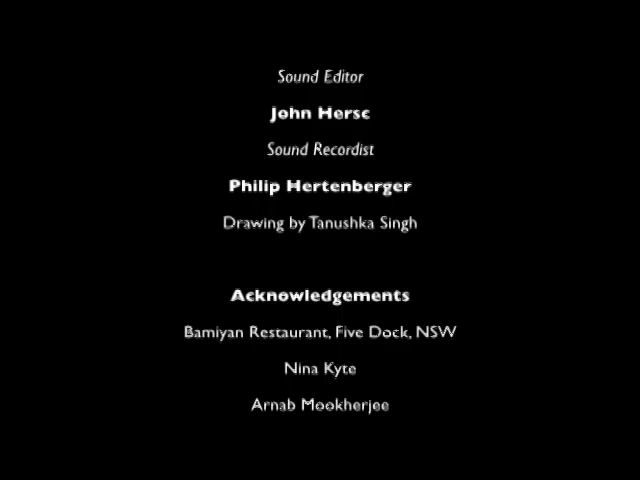 Sound Editor
John Herse
Sound Recordist
Philip Hertenberger
Drawing by Tanushka Singh
Acknowledgements
Bamiyan Restaurant, Five Dock, NSW
Nina Kyte
Arnab Mookherjee